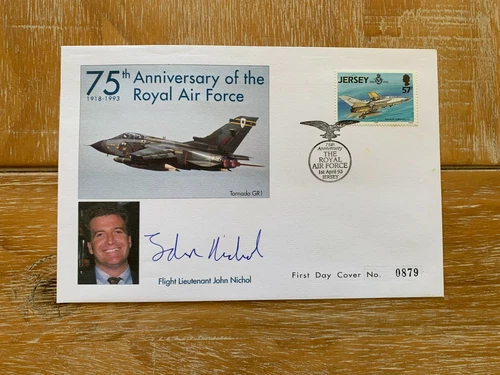 75th Anniversary of the
1918-1993 Royal Air Force
Tornado GR1
JERSEY
57
75th
Anniversary
THE
ROYAL
AIR FORCE
1st April 93
JERSEY
John Nichol
Flight Lieutenant John Nichol
First Day Cover No. 0879